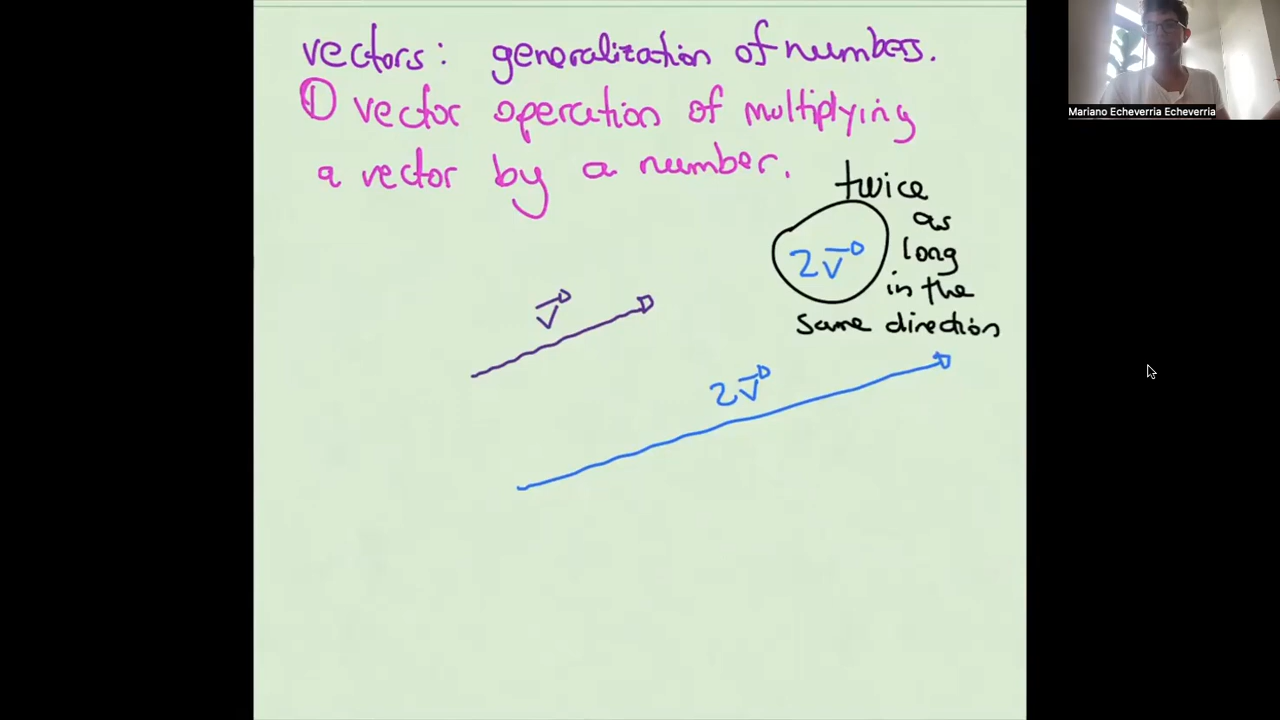 vectors: generalization of numbers.
① vector operation of multiplying
a vector by a number.
twice
as
long
in the
same direction
2v⃗
v⃗
2v⃗
Mariano Echeverria Echeverria